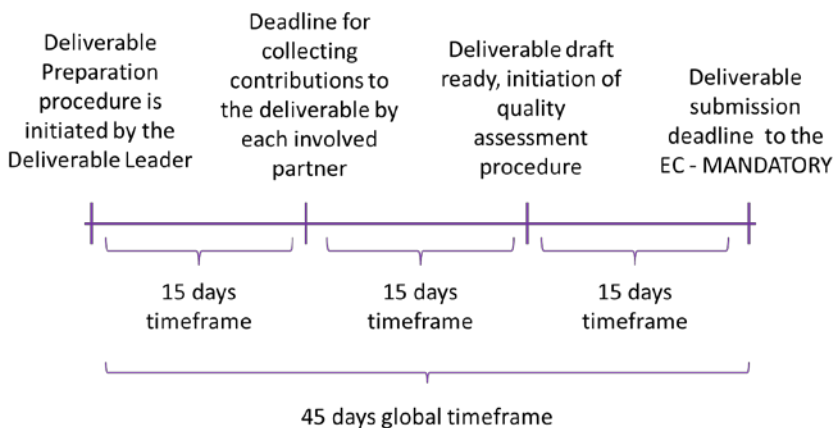 Deliverable
Preparation
procedure is
initiated by the
Deliverable Leader
Deadline for
collecting
contributions to
the deliverable by
each involved
partner
Deliverable draft
ready, initiation of
quality
assessment
procedure
Deliverable
submission
deadline to the
EC - MANDATORY
15 days
timeframe
15 days
timeframe
15 days
timeframe
45 days global timeframe